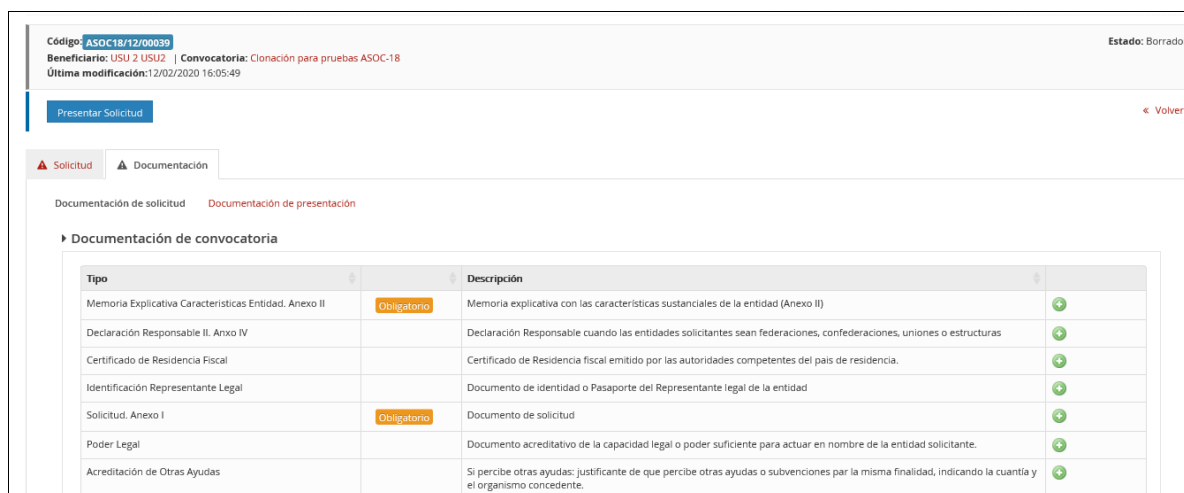 Código: ASOC18/12/00039 Estado: Borrado
Beneficiario: USU 2 USU2 | Convocatoria: Clonación para pruebas ASOC-18
Última modificación:12/02/2020 16:05:49
Presentar Solicitud « Volver
Solicitud Documentación
Documentación de solicitud Documentación de presentación
Documentación de convocatoria
Tipo Descripción
Memoria Explicativa Caracteristicas Entidad. Anexo II Obligatorio Memoria explicativa con las características sustanciales de la entidad (Anexo II)
Declaración Responsable II. Anxo IV Declaración Responsable cuando las entidades solicitantes sean federaciones, confederaciones, uniones o estructuras
Certificado de Residencia Fiscal Certificado de Residencia fiscal emitido por las autoridades competentes del pais de residencia.
Identificación Representante Legal Documento de identidad o Pasaporte del Representante legal de la entidad
Solicitud. Anexo I Obligatorio Documento de solicitud
Poder Legal Documento acreditativo de la capacidad legal o poder suficiente para actuar en nombre de la entidad solicitante.
Acreditación de Otras Ayudas Si percibe otras ayudas: justificante de que percibe otras ayudas o subvenciones par la misma finalidad, indicando la cuantía y
el organismo concedente.